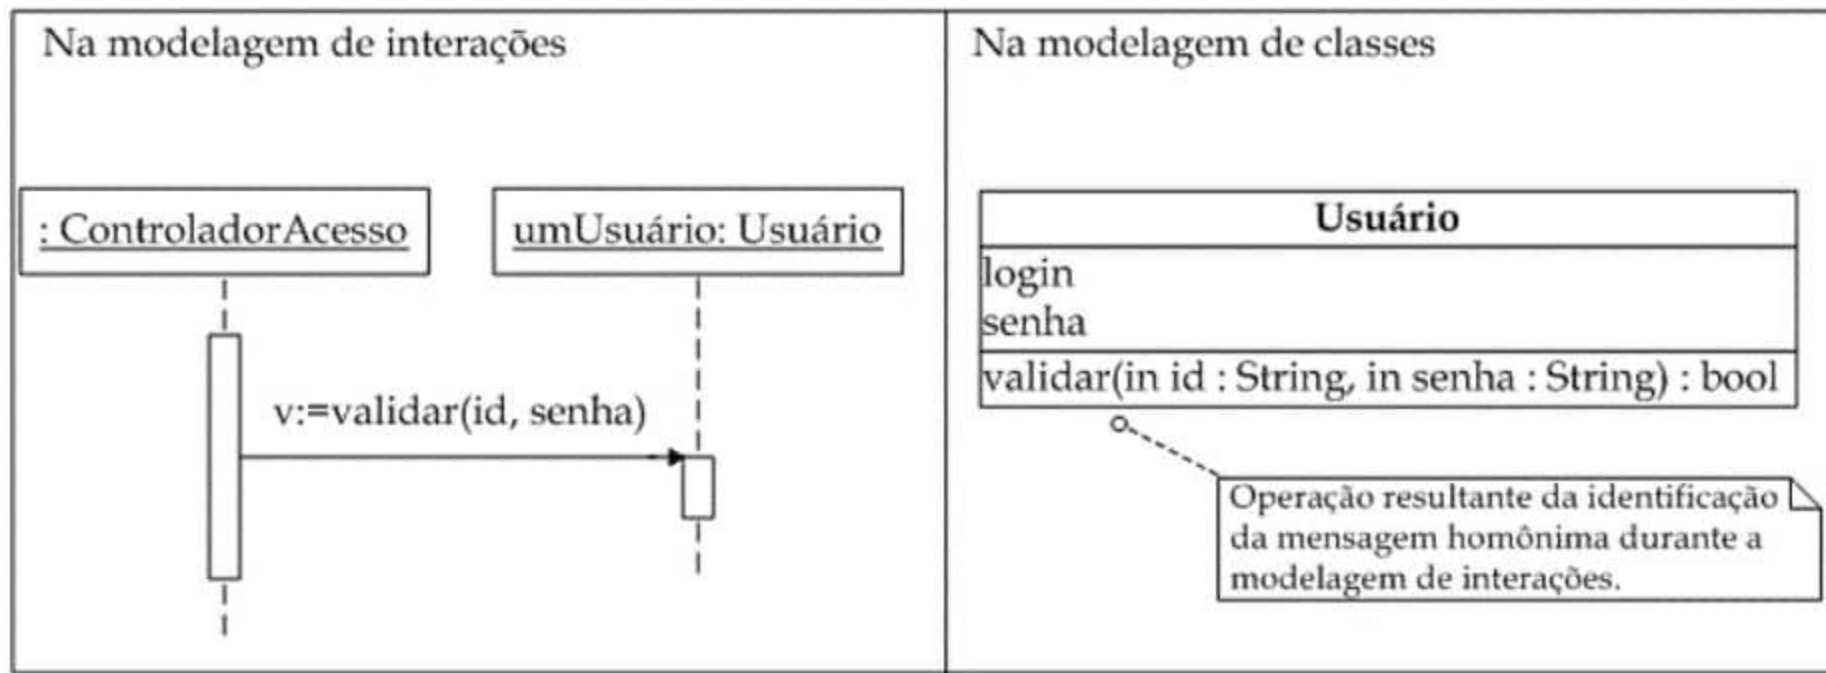 Na modelagem de interações
: ControladorAcesso
umUsuário: Usuário
v:=validar(id, senha)
Na modelagem de classes
Usuário
login
senha
validar(in id : String, in senha : String) : bool
Operação resultante da identificação
da mensagem homônima durante a
modelagem de interações.